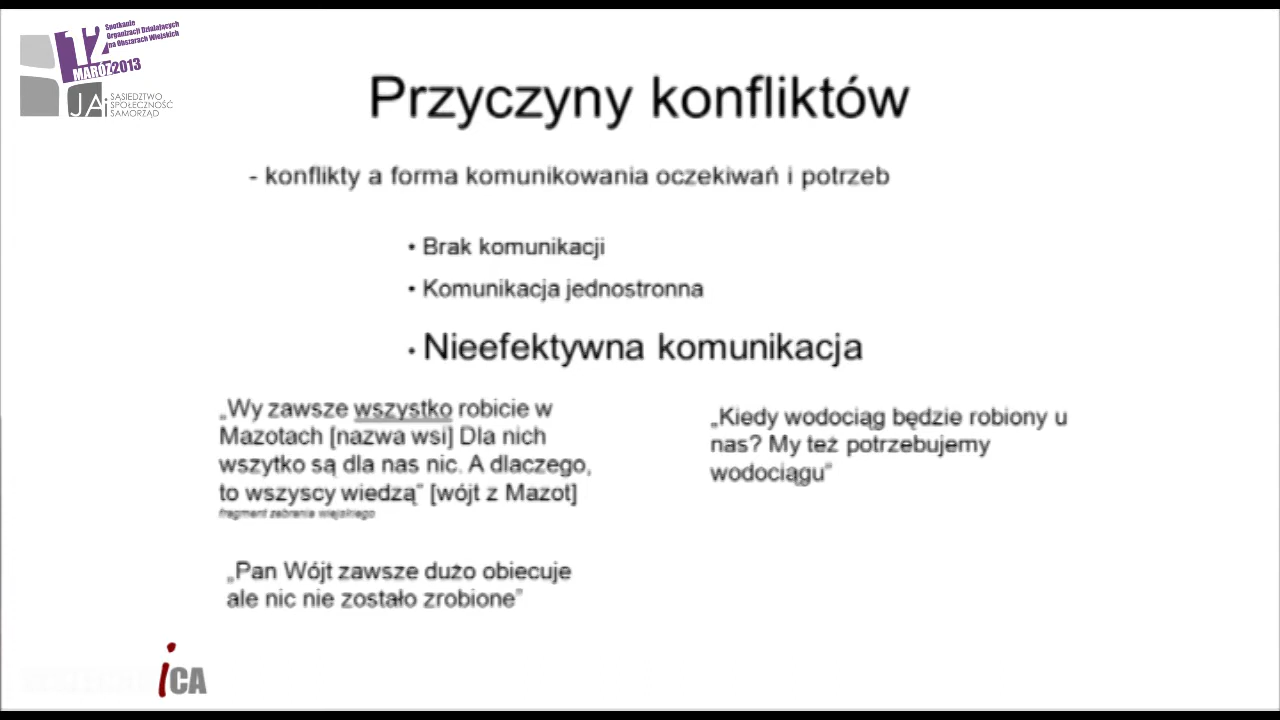 12
Spotkanie
Organizacji Działających
na Obszarach Wiejskich
MARÓZ2013
JAi
SĄSIEDZTWO
SPOŁECZNOŚĆ
SAMORZĄD
Przyczyny konfliktów
- konflikty a forma komunikowania oczekiwań i potrzeb
• Brak komunikacji
• Komunikacja jednostronna
• Nieefektywna komunikacja
„Wy zawsze wszystko robicie w
Mazotach [nazwa wsi] Dla nich
wszytko są dla nas nic. A dlaczego,
to wszyscy wiedzą” [wójt z Mazot]
fragment zebrania wiejskiego
„Kiedy wodociąg będzie robiony u
nas? My też potrzebujemy
wodociągu”
„Pan Wójt zawsze dużo obiecuje
ale nic nie zostało zrobione”
iCA